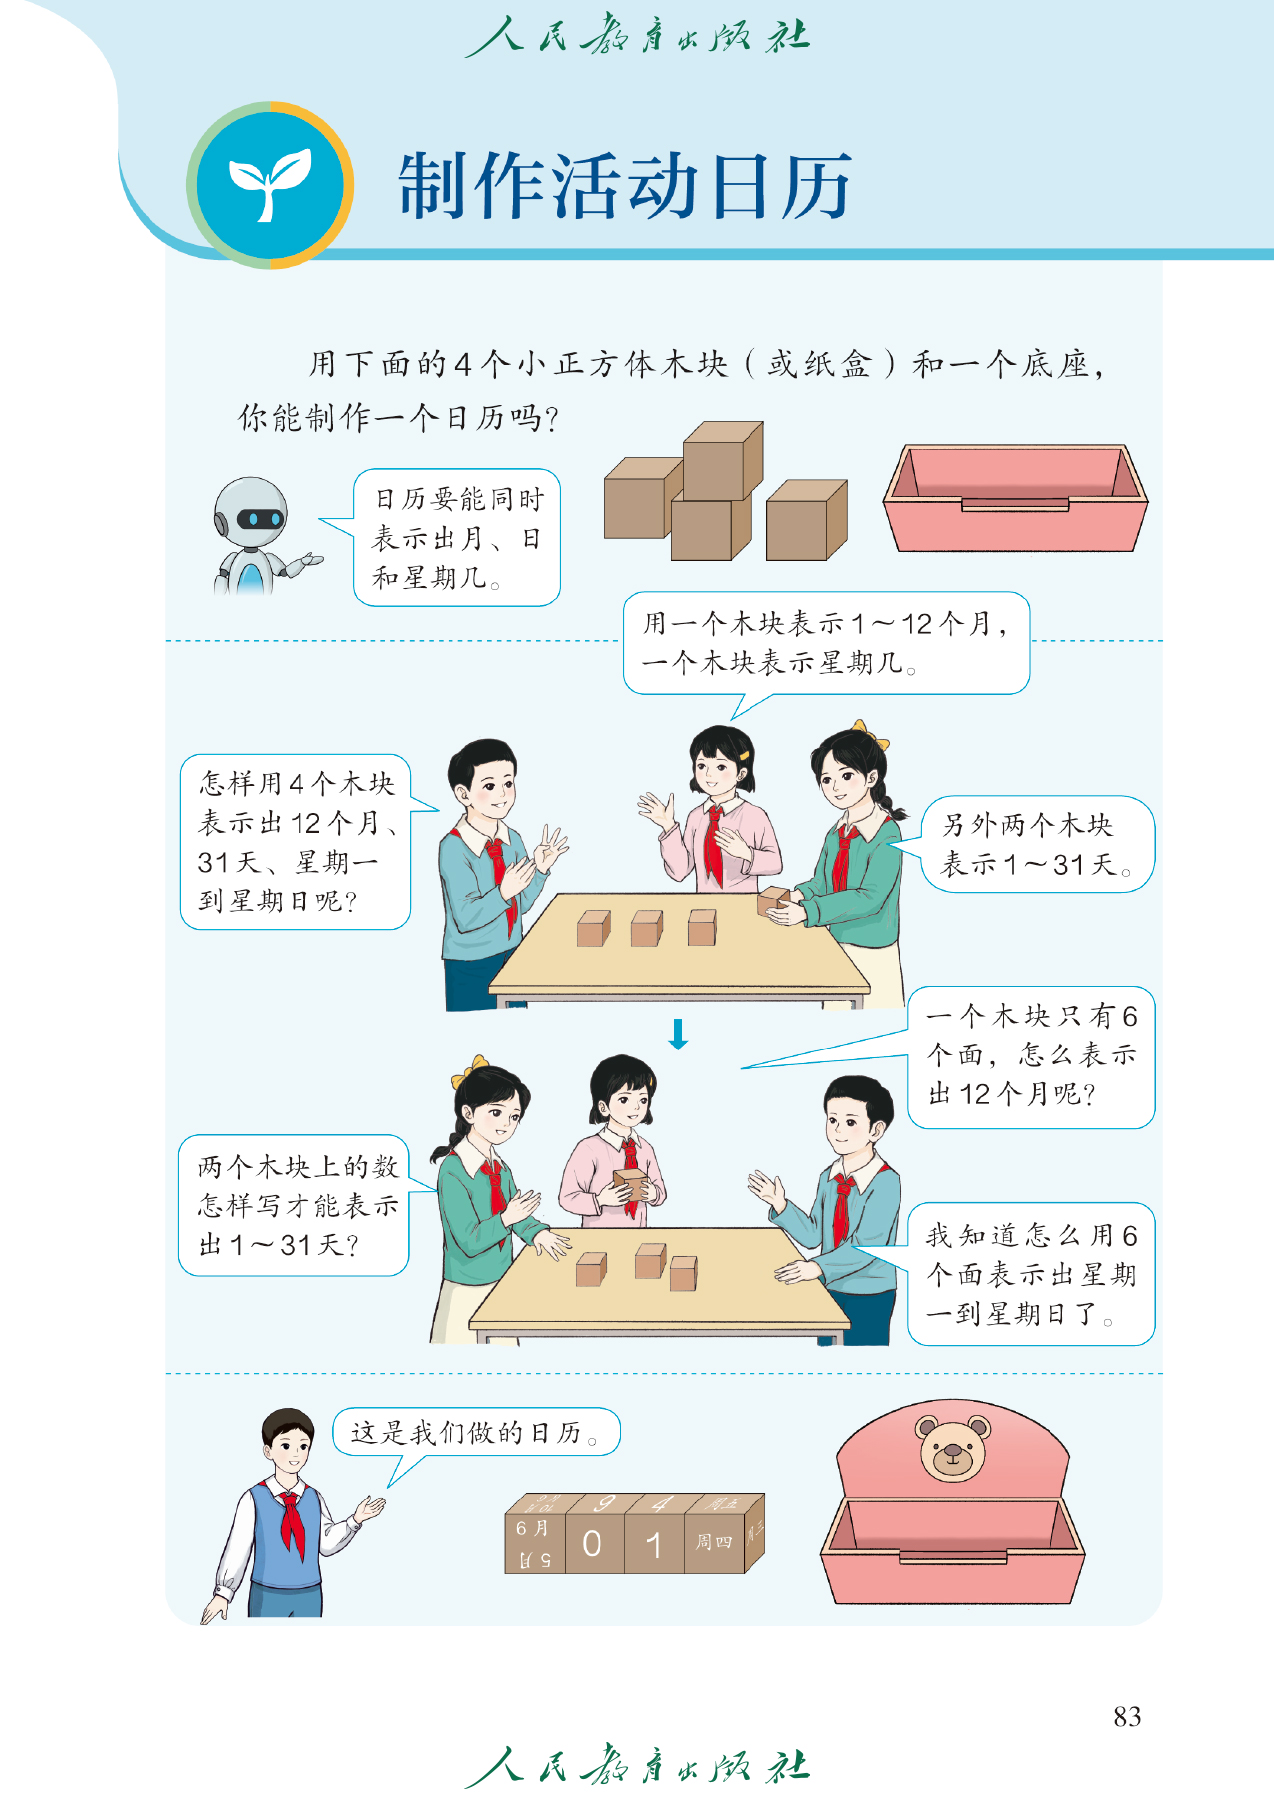 人民教育出版社
制作活动日历
用下面的4个小正方体木块（或纸盒）和一个底座，
你能制作一个日历吗？
日历要能同时
表示出月、日
和星期几。
用一个木块表示1～12个月，
一个木块表示星期几。
怎样用4个木块
表示出12个月、
31天、星期一
到星期日呢？
另外两个木块
表示1～31天。
一个木块只有6
个面，怎么表示
出12个月呢？
两个木块上的数
怎样写才能表示
出1～31天？
我知道怎么用6
个面表示出星期
一到星期日了。
这是我们做的日历。
9 4 周五
6月 0 1 周四 周三
5月
83
人民教育出版社